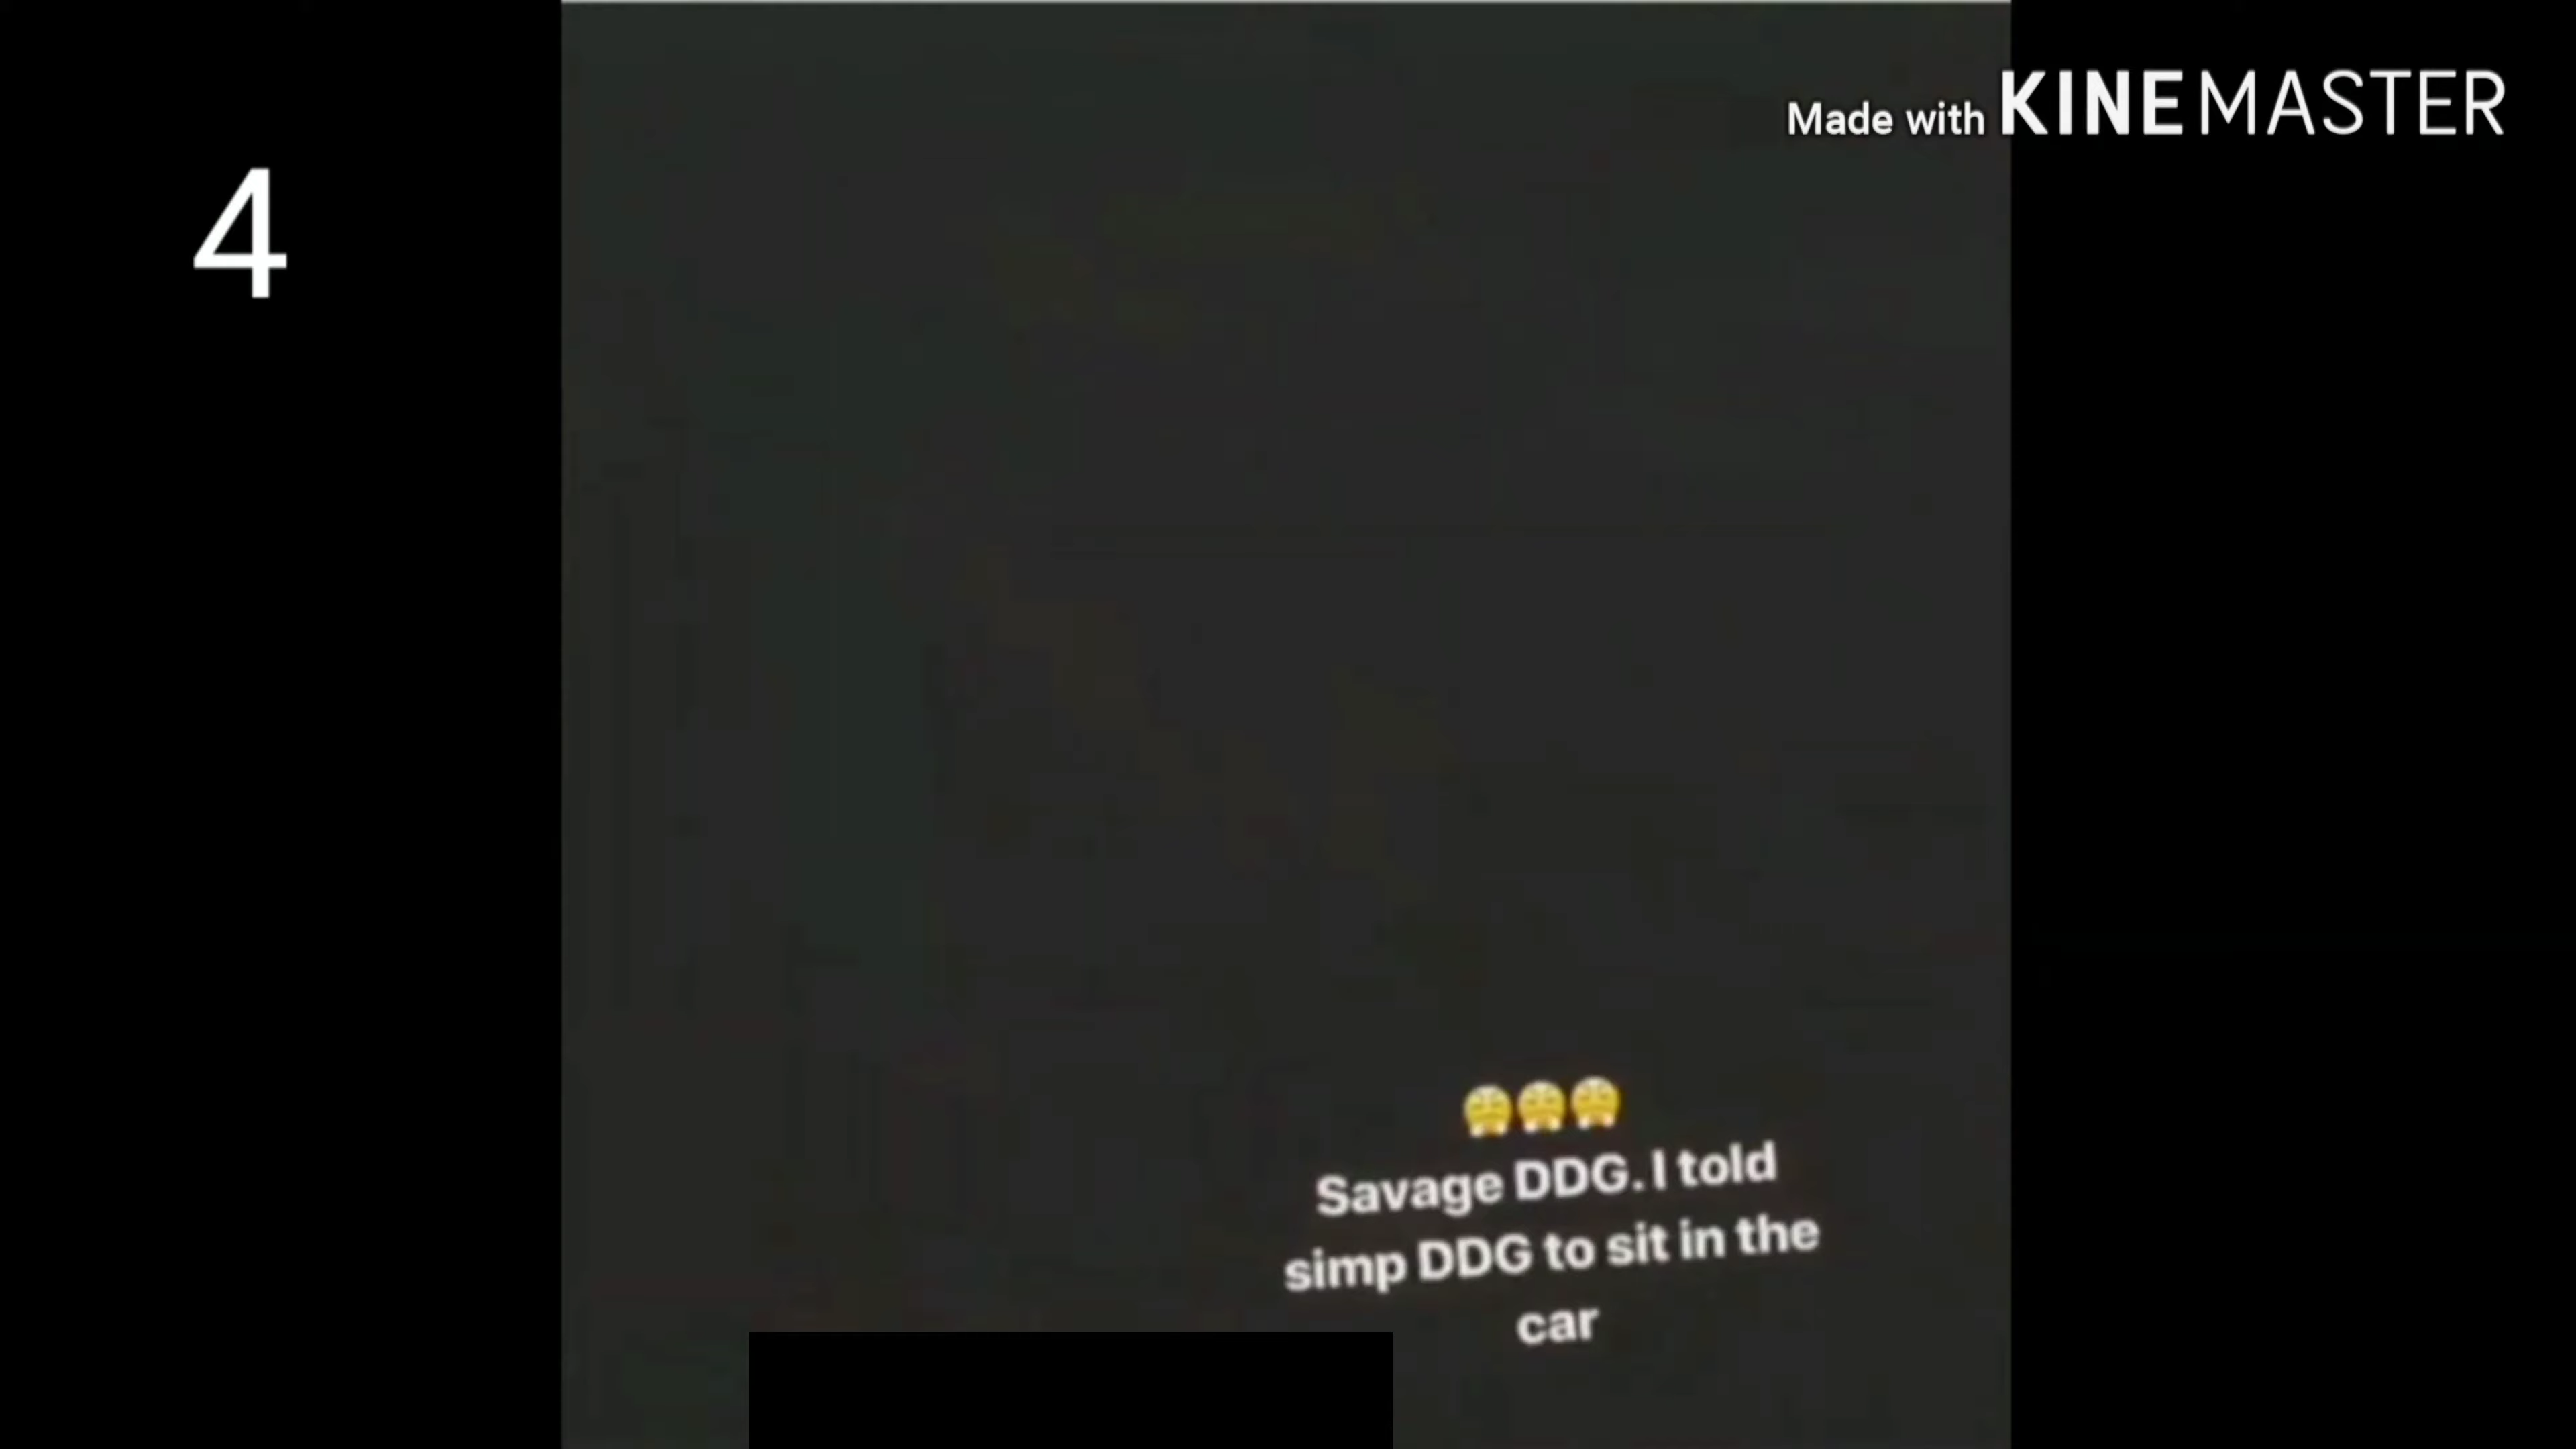 Made with KINEMASTER
4
😤😤😤
Savage DDG. I told
simp DDG to sit in the
car